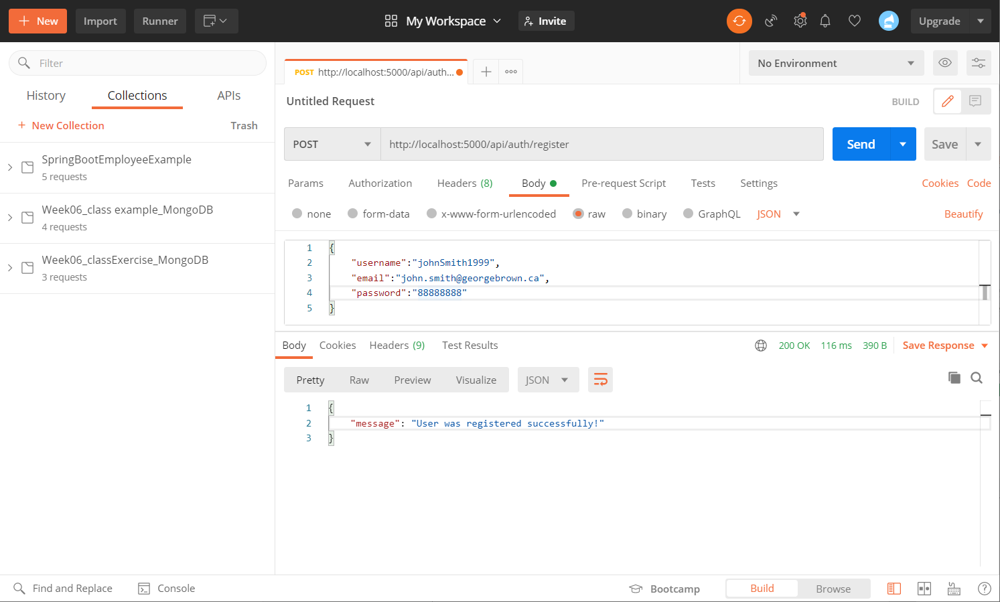 New Import Runner My Workspace Invite Upgrade
Filter
POST http://localhost:5000/api/auth...
No Environment
History Collections APIs
Untitled Request BUILD
+ New Collection Trash
POST http://localhost:5000/api/auth/register Send Save
SpringBootEmployeeExample
5 requests
Params Authorization Headers (8) Body Pre-request Script Tests Settings Cookies Code
Week06_class example_MongoDB
4 requests
none form-data x-www-form-urlencoded raw binary GraphQL JSON Beautify
Week06_classExercise_MongoDB
3 requests
1 {
2 "username":"johnSmith1999",
3 "email":"john.smith@georgebrown.ca",
4 "password":"88888888"
5 }
Body Cookies Headers (9) Test Results 200 OK 116 ms 390 B Save Response
Pretty Raw Preview Visualize JSON
1 {
2 "message": "User was registered successfully!"
3 }
Find and Replace Console Bootcamp Build Browse